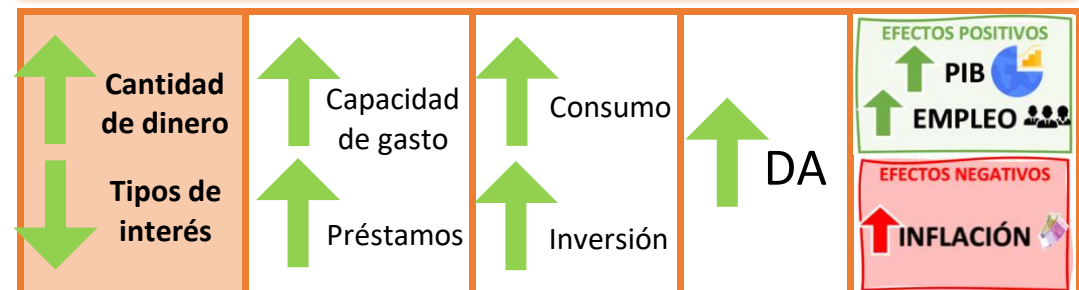 Cantidad
de dinero
Tipos de
interés
Capacidad
de gasto
Préstamos
Consumo
Inversión
DA
EFECTOS POSITIVOS
PIB
EMPLEO
EFECTOS NEGATIVOS
INFLACIÓN